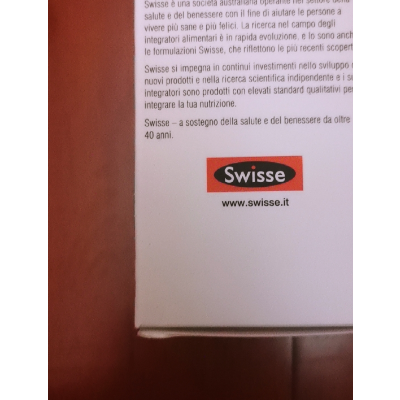 Swisse è una società australiana operante nel settore della
salute e del benessere con il fine di aiutare le persone a
vivere più sane e più felici. La ricerca nel campo degli
integratori alimentari è in rapida evoluzione, e lo sono anch
le formulazioni Swisse, che riflettono le più recenti scopert
Swisse si impegna in continui investimenti nello sviluppo
nuovi prodotti e nella ricerca scientifica indipendente e i s
integratori sono prodotti con elevati standard qualitativi per
integrare la tua nutrizione.
Swisse – a sostegno della salute e del benessere da oltre
40 anni.
Swisse
www.swisse.it